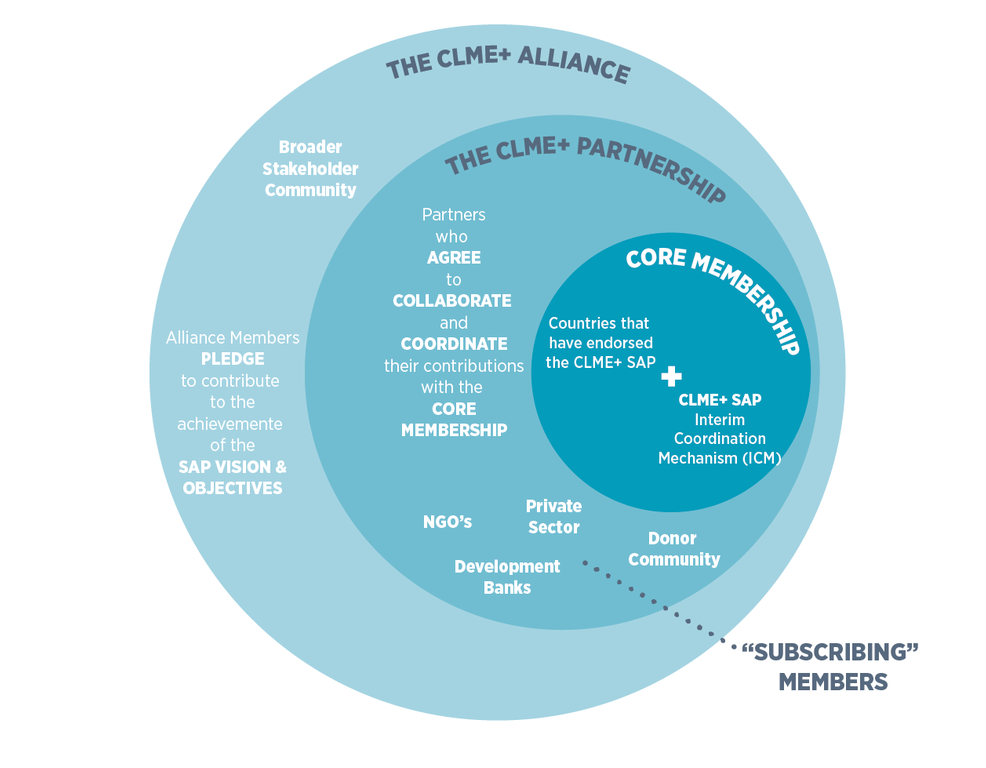 THE CLME+ ALLIANCE
Broader
Stakeholder
Community
Alliance Members
PLEDGE
to contribute
to the
achievemente
of the
SAP VISION &
OBJECTIVES
THE CLME+ PARTNERSHIP
Partners
who
AGREE
to
COLLABORATE
and
COORDINATE
their contributions
with the
CORE
MEMBERSHIP
CORE MEMBERSHIP
Countries that
have endorsed
the CLME+ SAP
+
CLME+ SAP
Interim
Coordination
Mechanism (ICM)
NGO’s
Private
Sector
Development
Banks
Donor
Community
“SUBSCRIBING”
MEMBERS